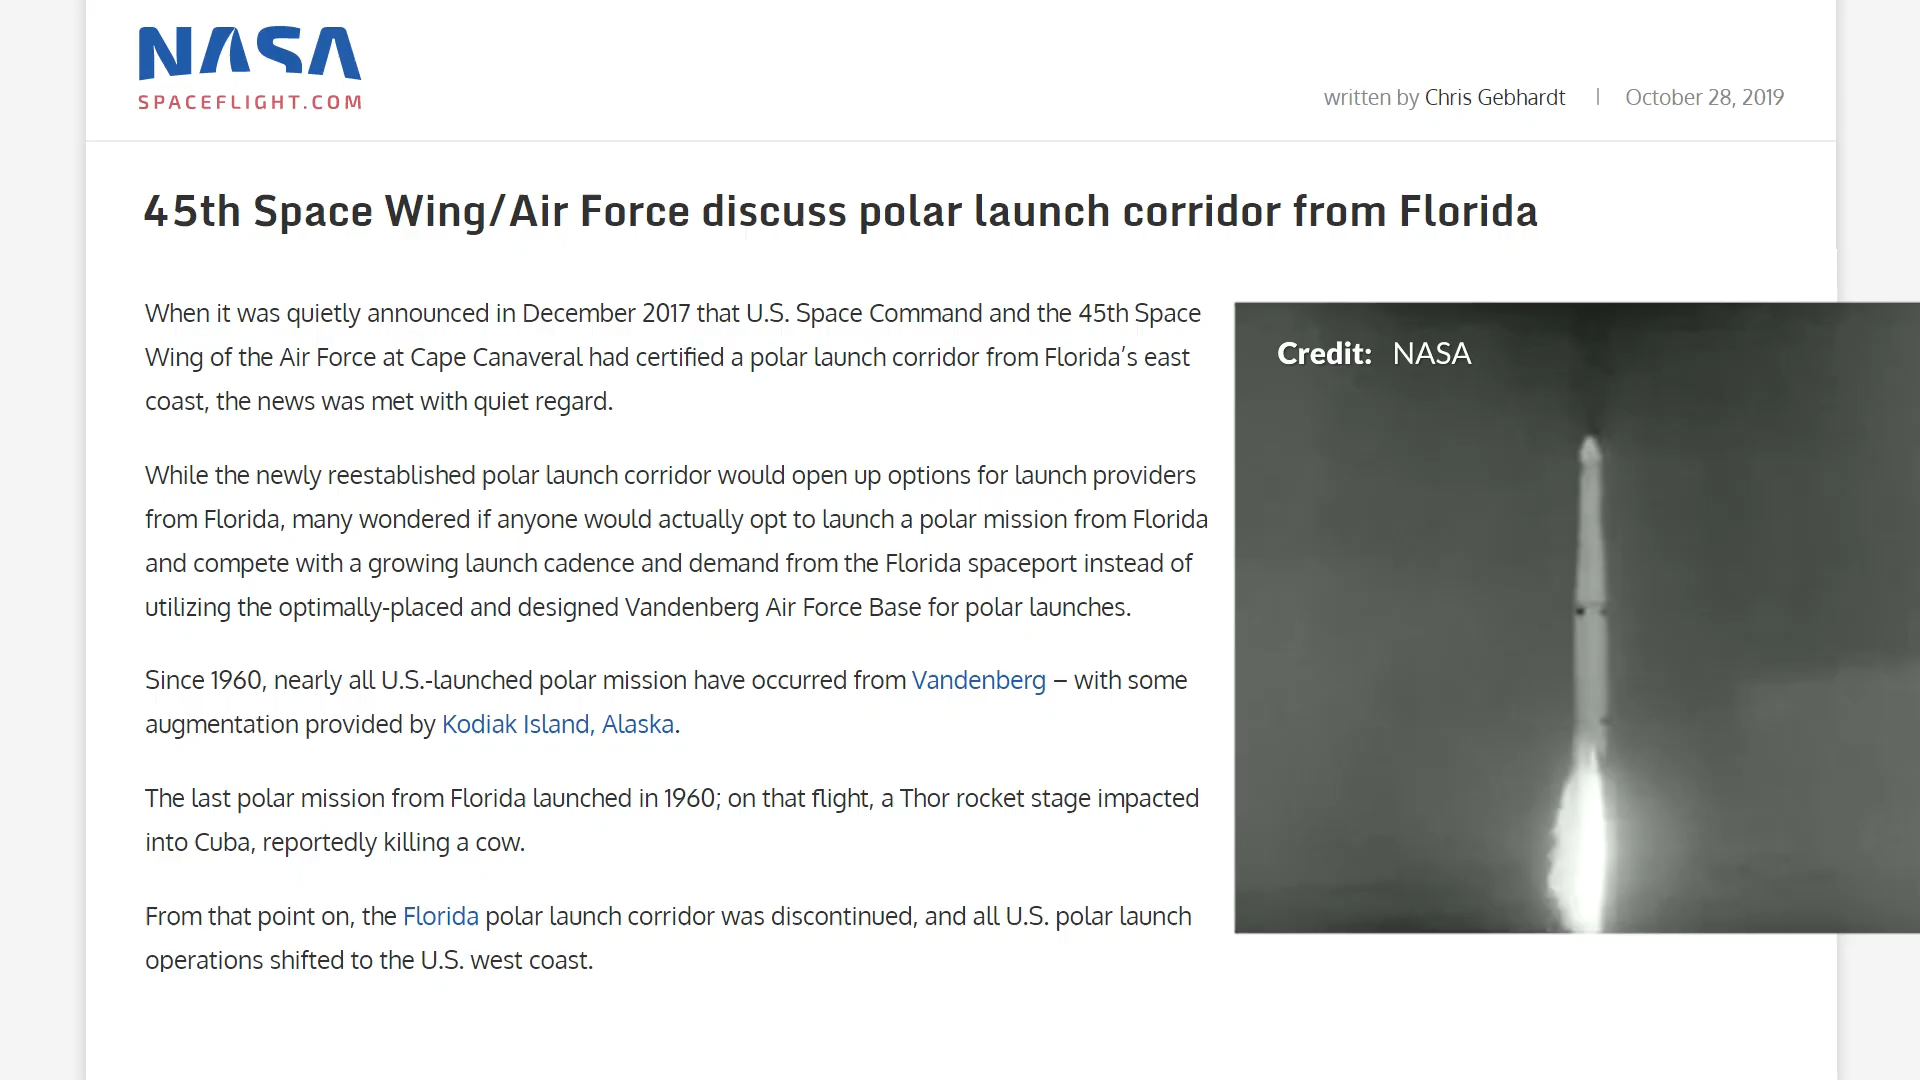 NASA
SPACEFLIGHT.COM
written by Chris Gebhardt | October 28, 2019
45th Space Wing/Air Force discuss polar launch corridor from Florida
When it was quietly announced in December 2017 that U.S. Space Command and the 45th Space
Wing of the Air Force at Cape Canaveral had certified a polar launch corridor from Florida’s east
coast, the news was met with quiet regard.
While the newly reestablished polar launch corridor would open up options for launch providers
from Florida, many wondered if anyone would actually opt to launch a polar mission from Florida
and compete with a growing launch cadence and demand from the Florida spaceport instead of
utilizing the optimally-placed and designed Vandenberg Air Force Base for polar launches.
Since 1960, nearly all U.S.-launched polar mission have occurred from Vandenberg – with some
augmentation provided by Kodiak Island, Alaska.
The last polar mission from Florida launched in 1960; on that flight, a Thor rocket stage impacted
into Cuba, reportedly killing a cow.
From that point on, the Florida polar launch corridor was discontinued, and all U.S. polar launch
operations shifted to the U.S. west coast.
Credit: NASA